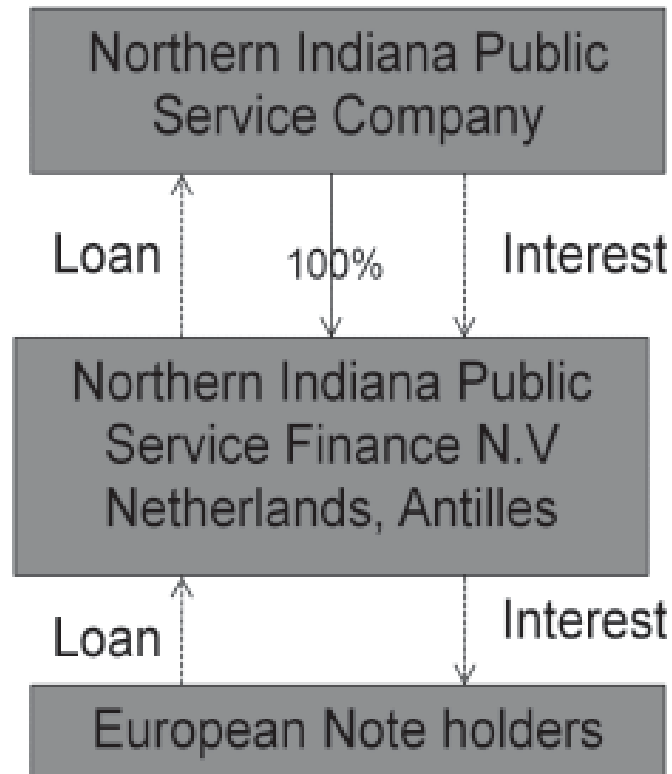 Northern Indiana Public
Service Company
Loan
100%
Interest
Northern Indiana Public
Service Finance N.V
Netherlands, Antilles
Loan
Interest
European Note holders